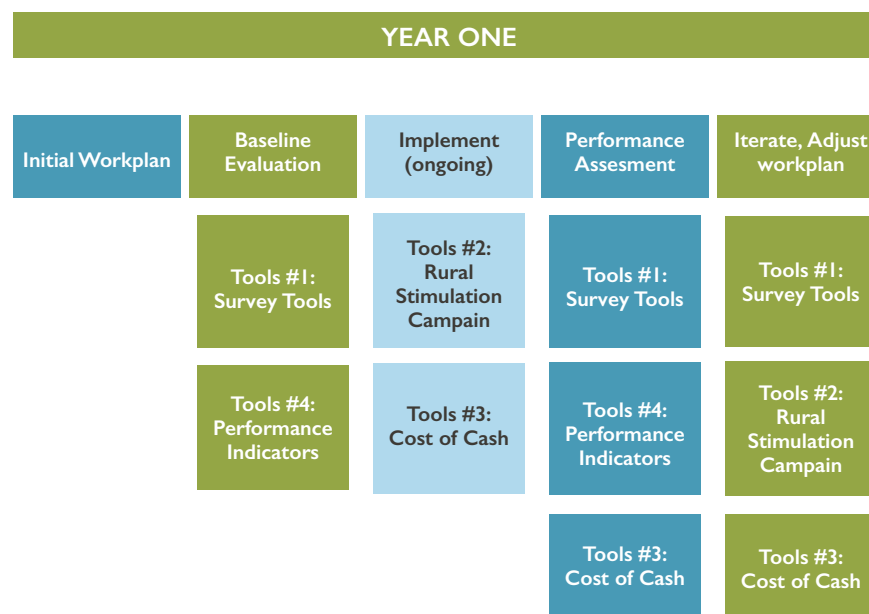 YEAR ONE
Initial Workplan
Baseline
Evaluation
Implement
(ongoing)
Performance
Assesment
Iterate, Adjust
workplan
Tools #1:
Survey Tools
Tools #4:
Performance
Indicators
Tools #2:
Rural
Stimulation
Campain
Tools #3:
Cost of Cash
Tools #1:
Survey Tools
Tools #4:
Performance
Indicators
Tools #3:
Cost of Cash
Tools #1:
Survey Tools
Tools #2:
Rural
Stimulation
Campain
Tools #3:
Cost of Cash